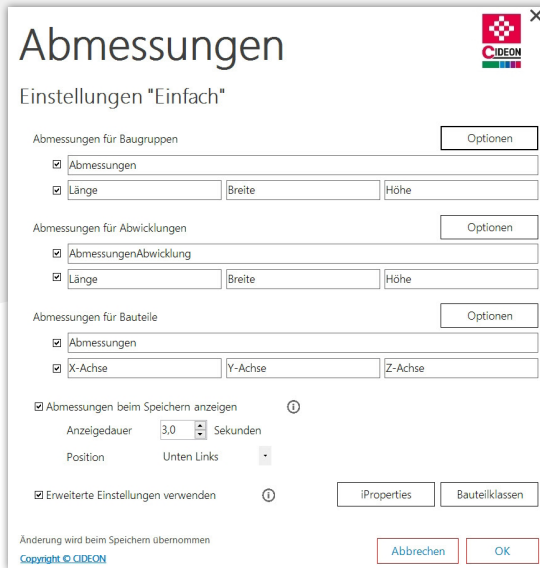 Abmessungen
CIDEON
Einstellungen "Einfach"
Abmessungen für Baugruppen Optionen
Abmessungen
Länge Breite Höhe
Abmessungen für Abwicklungen Optionen
AbmessungenAbwicklung
Länge Breite Höhe
Abmessungen für Bauteile Optionen
Abmessungen
X-Achse Y-Achse Z-Achse
Abmessungen beim Speichern anzeigen
Anzeigedauer 3,0 Sekunden
Position Unten Links
Erweiterte Einstellungen verwenden iProperties Bauteilklassen
Änderung wird beim Speichern übernommen
Copyright © CIDEON Abbrechen OK